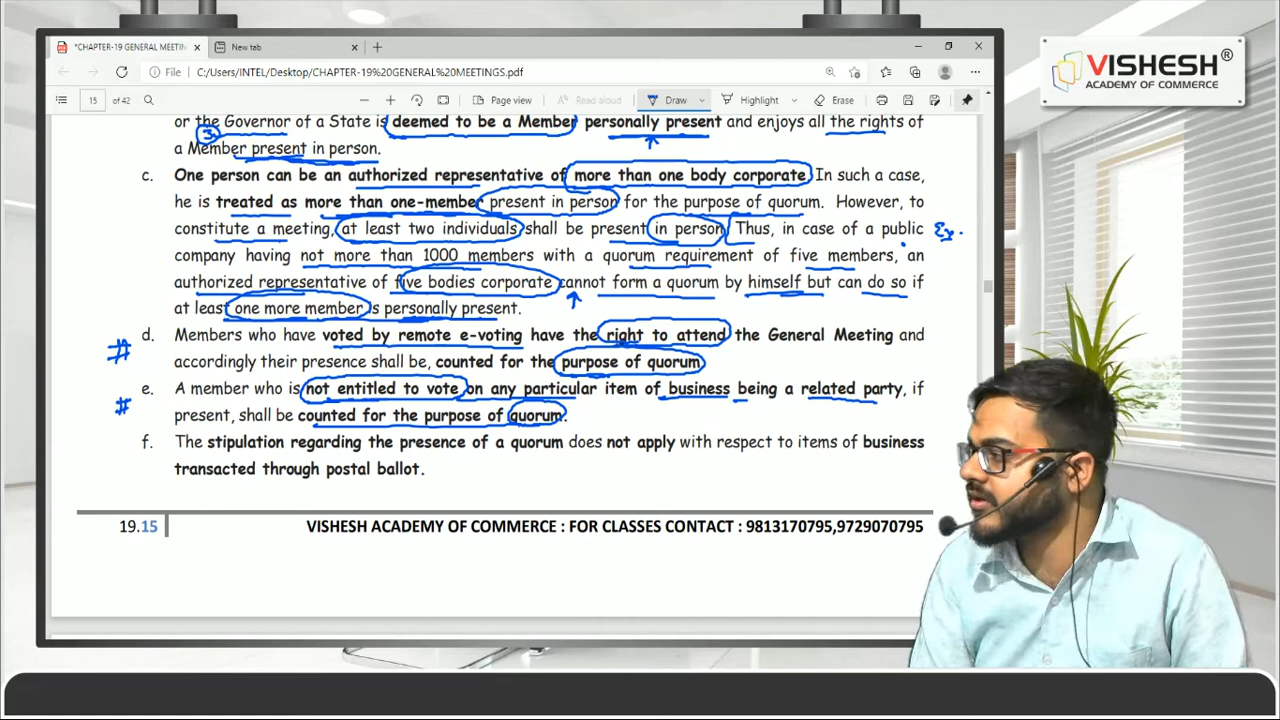 *CHAPTER-19 GENERAL MEETIN
New tab
File
C:/Users/INTEL/Desktop/CHAPTER-19%20GENERAL%20MEETINGS.pdf
15 of 42
Page view
Read aloud
Draw
Highlight
Erase
VISHESH®
ACADEMY OF COMMERCE
or the Governor of a State is deemed to be a Member personally present and enjoys all the rights of
3
a Member present in person.
c. One person can be an authorized representative of more than one body corporate. In such a case,
he is treated as more than one-member present in person for the purpose of quorum. However, to
constitute a meeting, at least two individuals shall be present in person. Thus, in case of a public Ex.
company having not more than 1000 members with a quorum requirement of five members, an
authorized representative of five bodies corporate cannot form a quorum by himself but can do so if
at least one more member is personally present.
d. Members who have voted by remote e-voting have the right to attend the General Meeting and
#
accordingly their presence shall be, counted for the purpose of quorum
e. A member who is not entitled to vote on any particular item of business being a related party, if
#
present, shall be counted for the purpose of quorum.
f. The stipulation regarding the presence of a quorum does not apply with respect to items of business
transacted through postal ballot.
19.15
VISHESH ACADEMY OF COMMERCE : FOR CLASSES CONTACT : 9813170795,9729070795